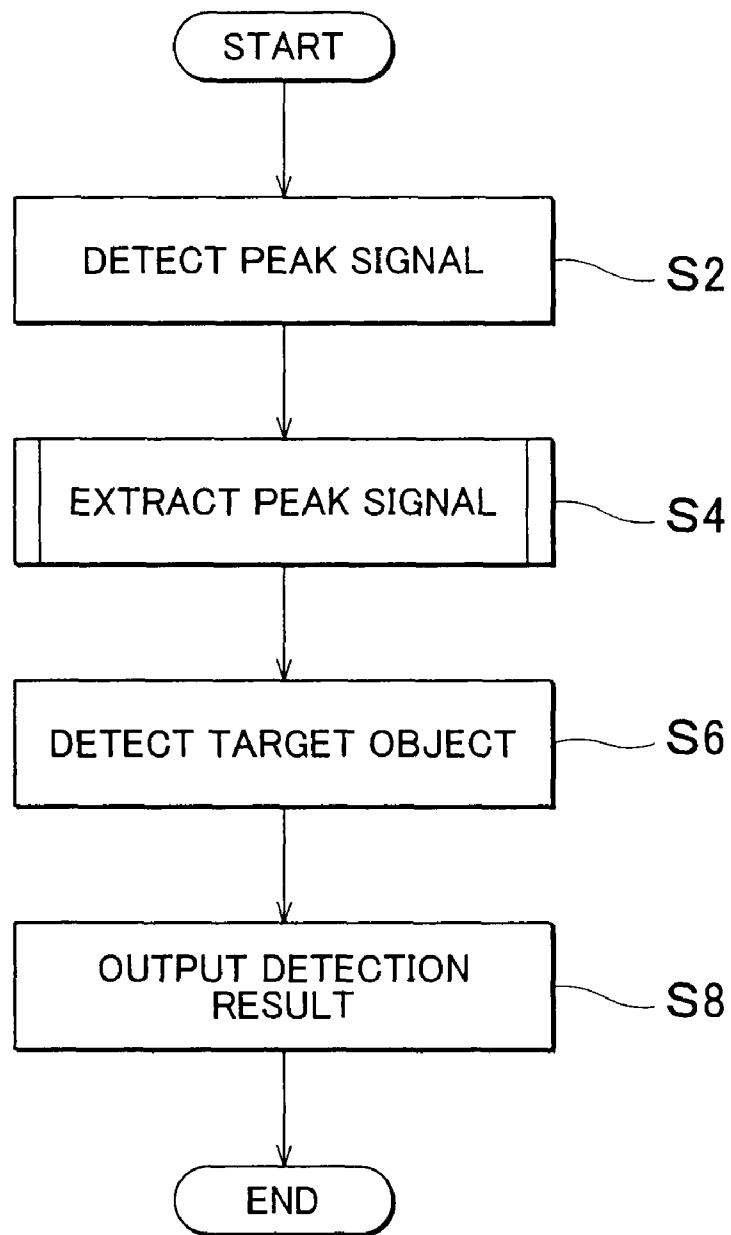 START
DETECT PEAK SIGNAL
S2
EXTRACT PEAK SIGNAL
S4
DETECT TARGET OBJECT
S6
OUTPUT DETECTION
RESULT
S8
END